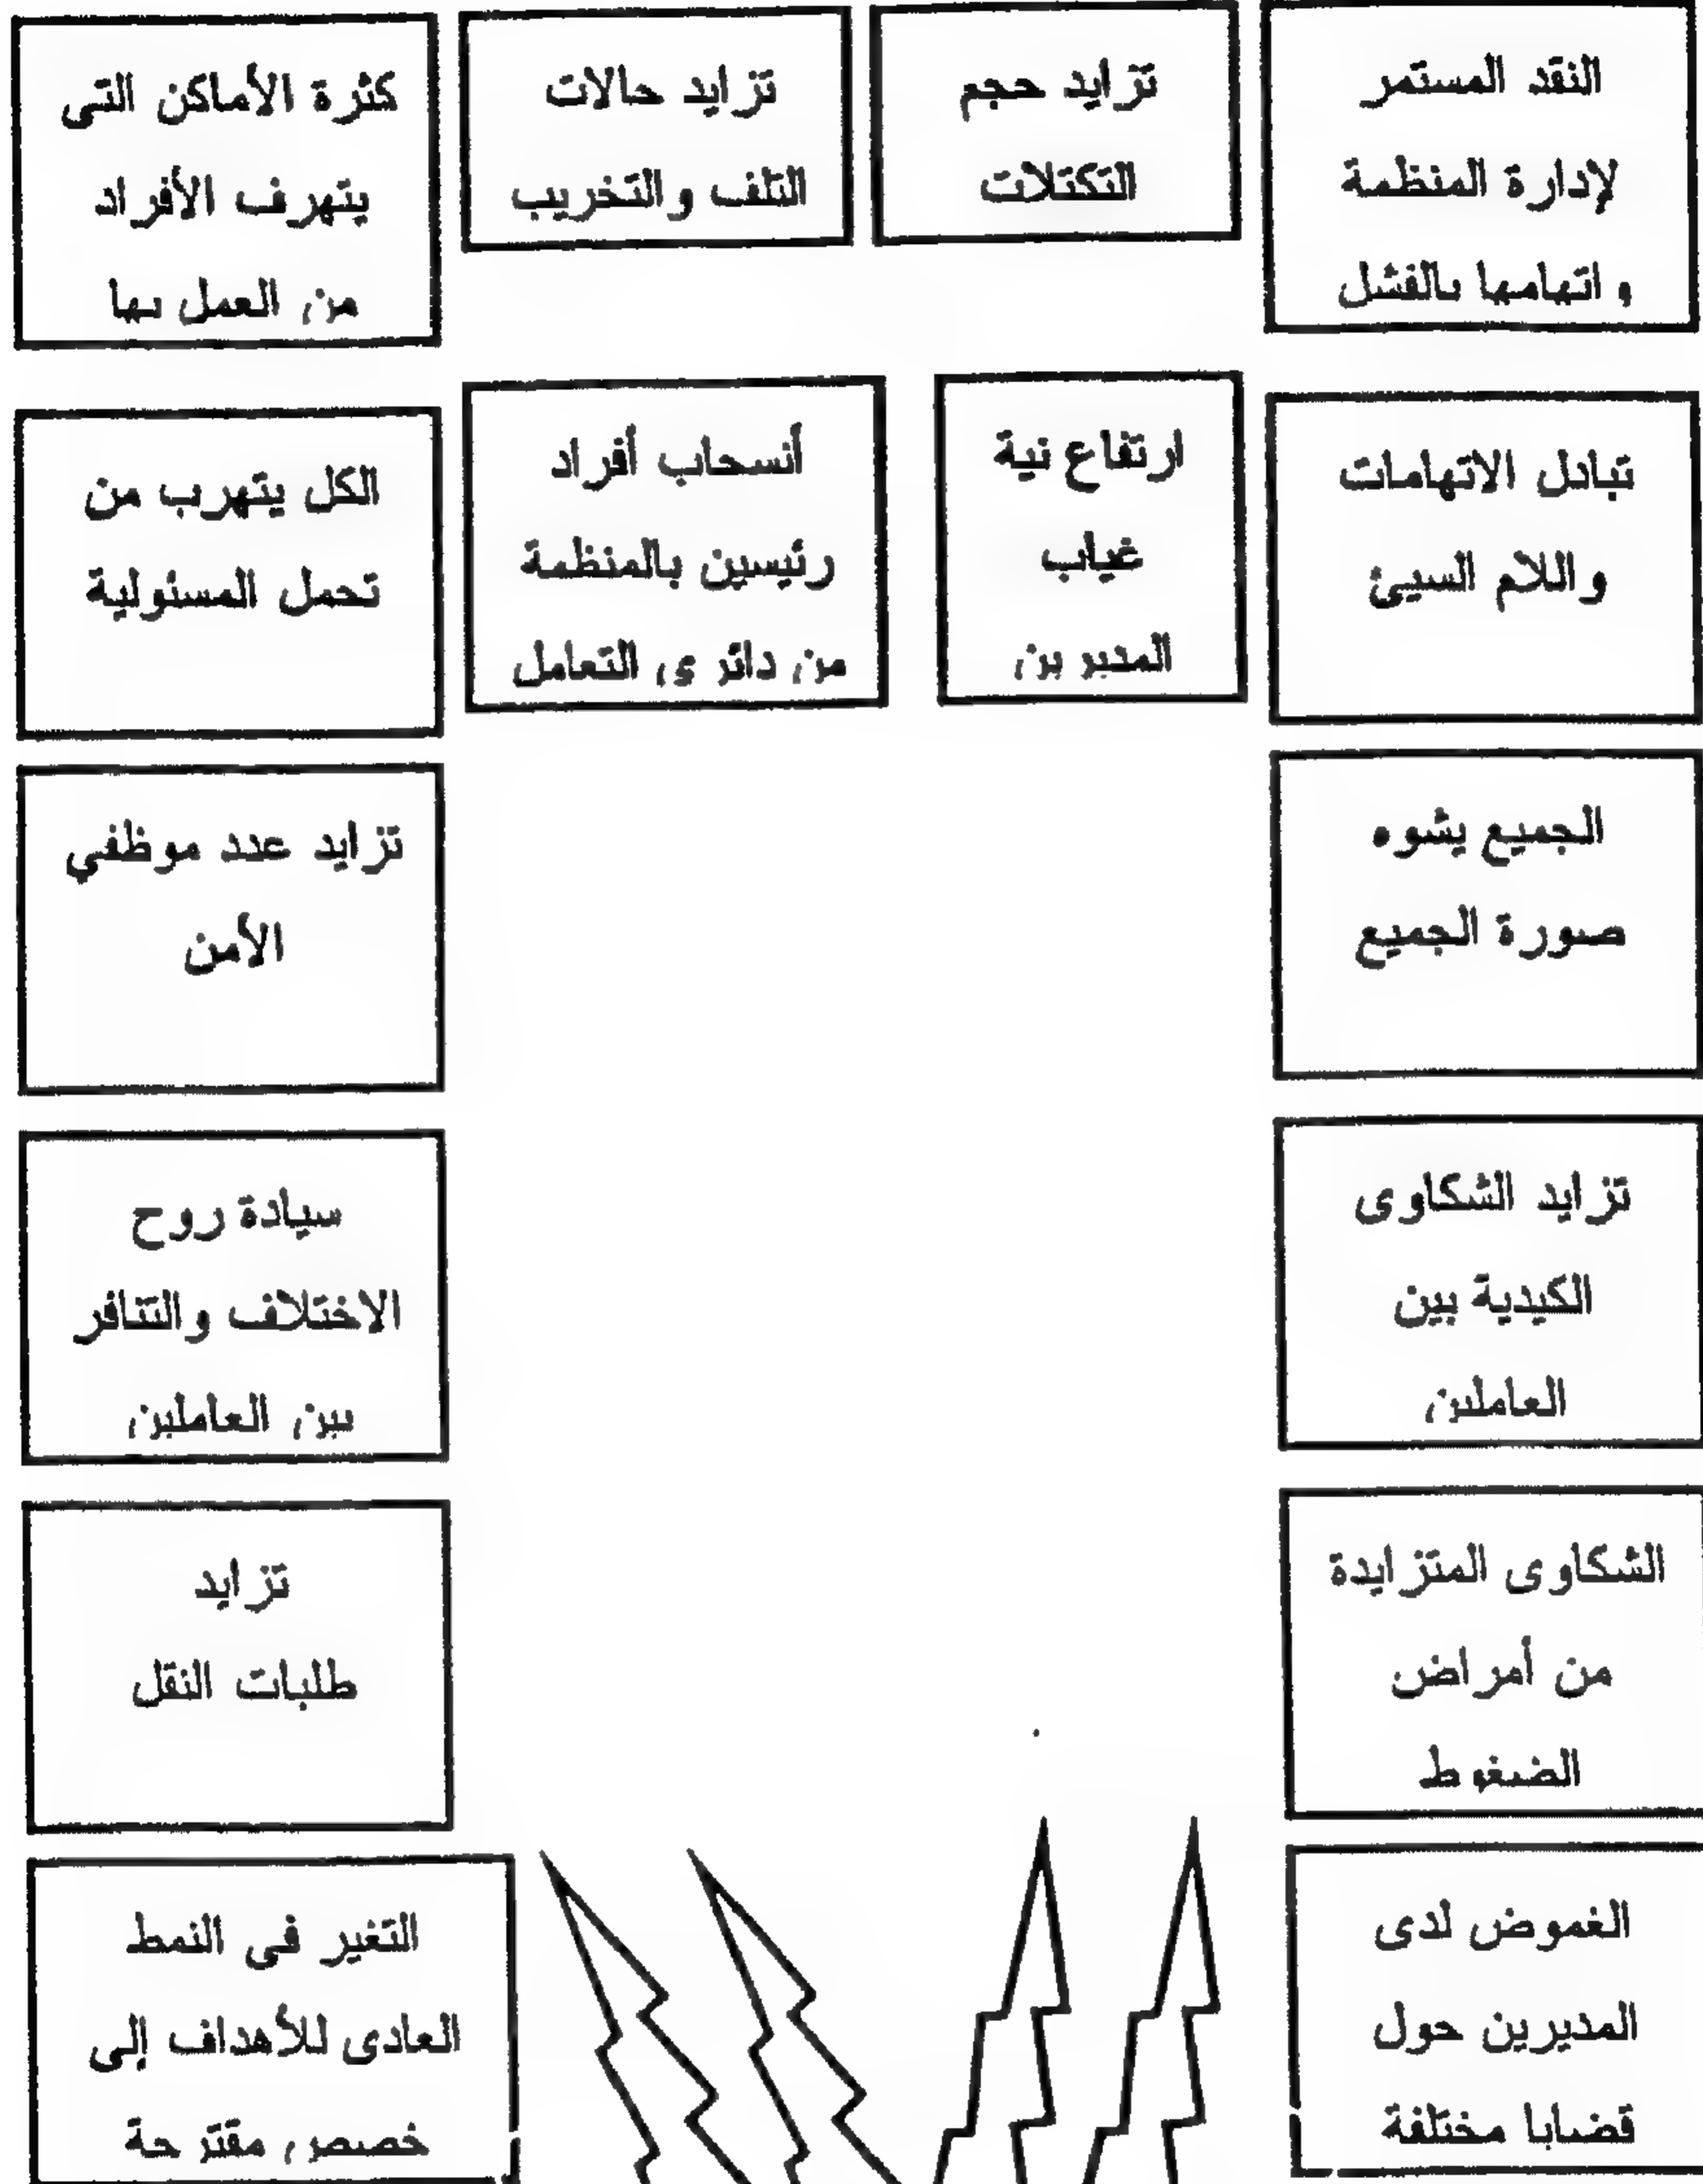 النقد المستمر
لإدارة المنظمة
واتهامها بالفشل
تزايد حجم
التكتلات
تزايد حالات
التلف والتخريب
كثرة الأماكن التى
يتهرف الأفراد
من العمل بها
تبادل الاتهامات
واللام السيئ
ارتفاع نية
غياب
المديرين
أنسحاب أفراد
رئيسين بالمنظمة
من دائرى التعامل
الكل يتهرب من
تحمل المسئولية
الجميع يشوه
صورة الجميع
تزايد عدد موظفي
الأمن
تزايد الشكاوى
الكيدية بين
العاملين
سيادة روح
الاختلاف والتنافر
بين العاملين
الشكاوى المتزايدة
من أمراض
الضغوط
تزايد
طلبات النقل
الغموض لدى
المديرين حول
قضايا مختلفة
التغير فى النمط
العادى للأهداف إلى
خصص مقترحة